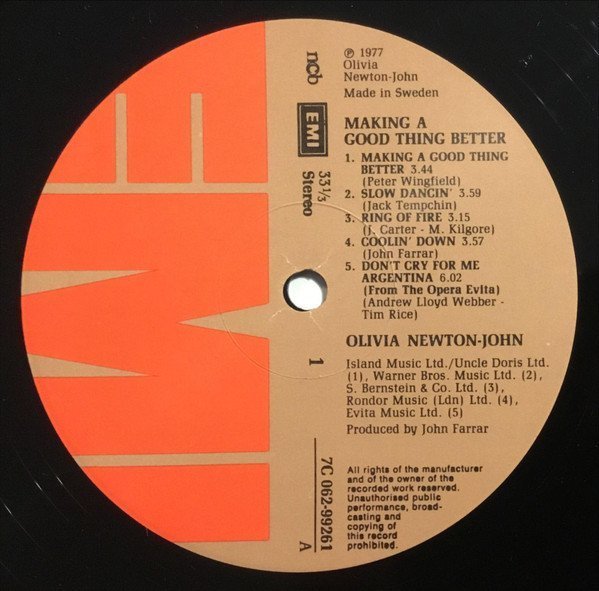 ℗ 1977
Olivia
Newton-John
Made in Sweden
ncb
EMI
33 1/3
Stereo
MAKING A
GOOD THING BETTER
1. MAKING A GOOD THING
BETTER 3.44
(Peter Wingfield)
2. SLOW DANCIN' 3.59
(Jack Tempchin)
3. RING OF FIRE 3.15
(J. Carter - M. Kilgore)
4. COOLIN' DOWN 3.57
(John Farrar)
5. DON'T CRY FOR ME
ARGENTINA 6.02
(From The Opera Evita)
(Andrew Lloyd Webber -
Tim Rice)
OLIVIA NEWTON-JOHN
1
Island Music Ltd./Uncle Doris Ltd.
(1), Warner Bros. Music Ltd. (2),
S. Bernstein & Co. Ltd. (3),
Rondor Music (Ldn) Ltd. (4),
Evita Music Ltd. (5)
Produced by John Farrar
7C 062-99261
A
All rights of the manufacturer
and of the owner of the
recorded work reserved.
Unauthorised public
performance, broad-
casting and
copying of
this record
prohibited.
EMI